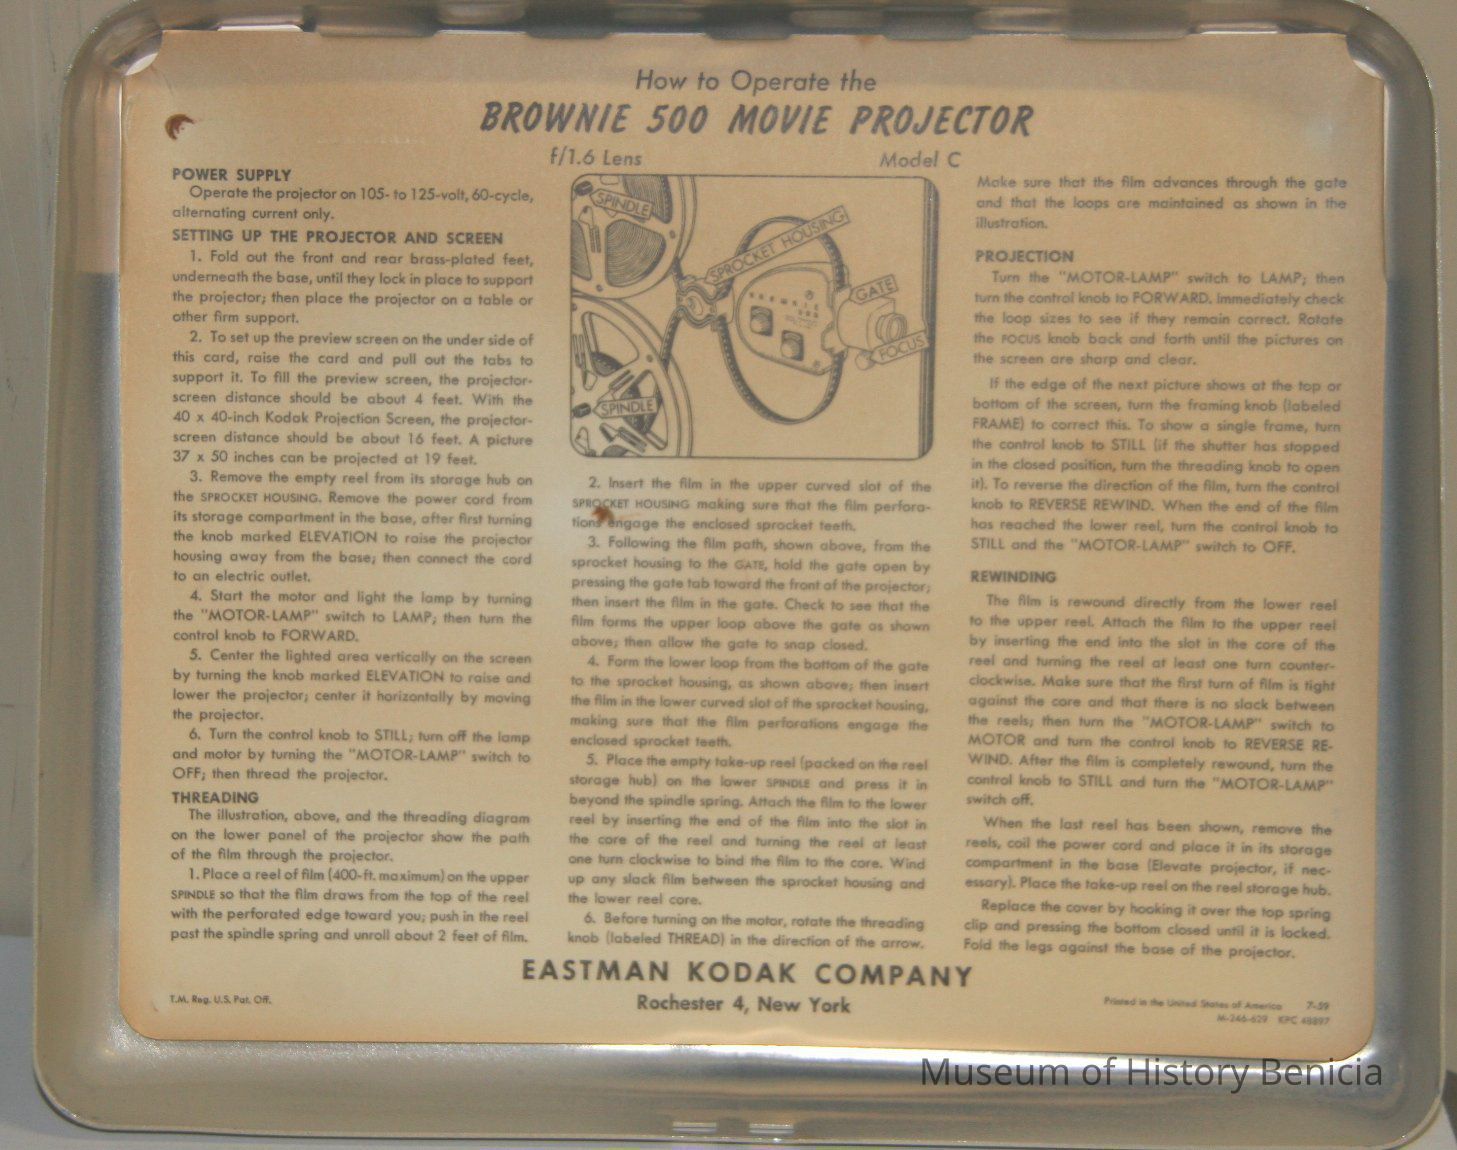 How to Operate the
BROWNIE 500 MOVIE PROJECTOR
f/1.6 Lens
Model C
POWER SUPPLY
Operate the projector on 105- to 125-volt, 60-cycle,
alternating current only.
SETTING UP THE PROJECTOR AND SCREEN
1. Fold out the front and rear brass-plated feet,
underneath the base, until they lock in place to support
the projector; then place the projector on a table or
other firm support.
2. To set up the preview screen on the under side of
this card, raise the card and pull out the tabs to
support it. To fill the preview screen, the projector-
screen distance should be about 4 feet. With the
40 x 40-inch Kodak Projection Screen, the projector-
screen distance should be about 16 feet. A picture
37 x 50 inches can be projected at 19 feet.
3. Remove the empty reel from its storage hub on
the SPROCKET HOUSING. Remove the power cord from
its storage compartment in the base, after first turning
the knob marked ELEVATION to raise the projector
housing away from the base; then connect the cord
to an electric outlet.
4. Start the motor and light the lamp by turning
the "MOTOR-LAMP" switch to LAMP; then turn the
control knob to FORWARD.
5. Center the lighted area vertically on the screen
by turning the knob marked ELEVATION to raise and
lower the projector; center it horizontally by moving
the projector.
6. Turn the control knob to STILL; turn off the lamp
and motor by turning the "MOTOR-LAMP" switch to
OFF; then thread the projector.
THREADING
The illustration, above, and the threading diagram
on the lower panel of the projector show the path
of the film through the projector.
1. Place a reel of film (400-ft. maximum) on the upper
SPINDLE so that the film draws from the top of the reel
with the perforated edge toward you; push in the reel
past the spindle spring and unroll about 2 feet of film.
SPINDLE
SPROCKET HOUSING
GATE
BROWNIE
500
FOCUS
SPINDLE
2. Insert the film in the upper curved slot of the
SPROCKET HOUSING making sure that the film perfora-
tions engage the enclosed sprocket teeth.
3. Following the film path, shown above, from the
sprocket housing to the GATE, hold the gate open by
pressing the gate tab toward the front of the projector;
then insert the film in the gate. Check to see that the
film forms the upper loop above the gate as shown
above; then allow the gate to snap closed.
4. Form the lower loop from the bottom of the gate
to the sprocket housing, as shown above; then insert
the film in the lower curved slot of the sprocket housing,
making sure that the film perforations engage the
enclosed sprocket teeth.
5. Place the empty take-up reel (packed on the reel
storage hub) on the lower SPINDLE and press it in
beyond the spindle spring. Attach the film to the lower
reel by inserting the end of the film into the slot in
the core of the reel and turning the reel at least
one turn clockwise to bind the film to the core. Wind
up any slack film between the sprocket housing and
the lower reel core.
6. Before turning on the motor, rotate the threading
knob (labeled THREAD) in the direction of the arrow.
Make sure that the film advances through the gate
and that the loops are maintained as shown in the
illustration.
PROJECTION
Turn the "MOTOR-LAMP" switch to LAMP; then
turn the control knob to FORWARD. Immediately check
the loop sizes to see if they remain correct. Rotate
the FOCUS knob back and forth until the pictures on
the screen are sharp and clear.
If the edge of the next picture shows at the top or
bottom of the screen, turn the framing knob (labeled
FRAME) to correct this. To show a single frame, turn
the control knob to STILL (if the shutter has stopped
in the closed position, turn the threading knob to open
it). To reverse the direction of the film, turn the control
knob to REVERSE REWIND. When the end of the film
has reached the lower reel, turn the control knob to
STILL and the "MOTOR-LAMP" switch to OFF.
REWINDING
The film is rewound directly from the lower reel
to the upper reel. Attach the film to the upper reel
by inserting the end into the slot in the core of the
reel and turning the reel at least one turn counter-
clockwise. Make sure that the first turn of film is tight
against the core and that there is no slack between
the reels; then turn the "MOTOR-LAMP" switch to
MOTOR and turn the control knob to REVERSE RE-
WIND. After the film is completely rewound, turn the
control knob to STILL and turn the "MOTOR-LAMP"
switch off.
When the last reel has been shown, remove the
reels, coil the power cord and place it in its storage
compartment in the base (Elevate projector, if nec-
essary). Place the take-up reel on the reel storage hub.
Replace the cover by hooking it over the top spring
clip and pressing the bottom closed until it is locked.
Fold the legs against the base of the projector.
EASTMAN KODAK COMPANY
Rochester 4, New York
T.M. Reg. U.S. Pat. Off.
Printed in the United States of America 7-59
M-246-629 KPC 48897
Museum of History Benicia